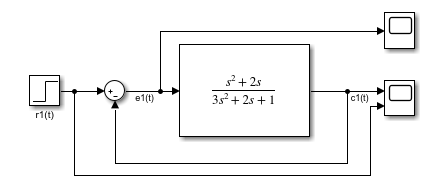 s² + 2s
3s² + 2s + 1
+
−
e1(t)
c1(t)
r1(t)